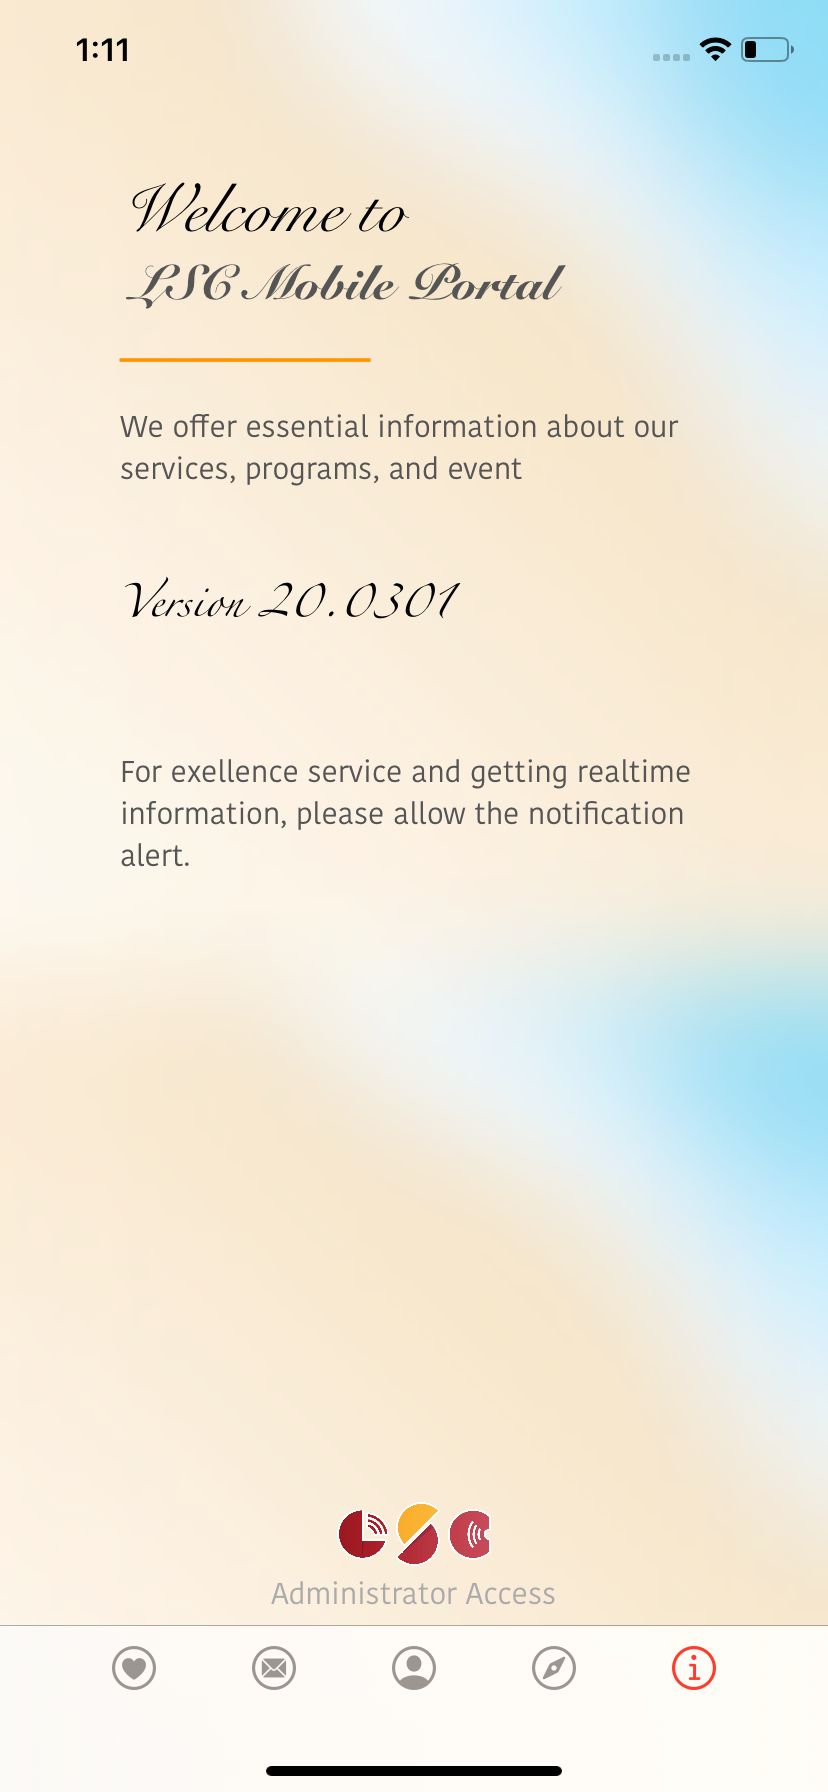 1:11
Welcome to
LSC Mobile Portal
We offer essential information about our
services, programs, and event
Version 20.0301
For exellence service and getting realtime
information, please allow the notification
alert.
LSC
Administrator Access